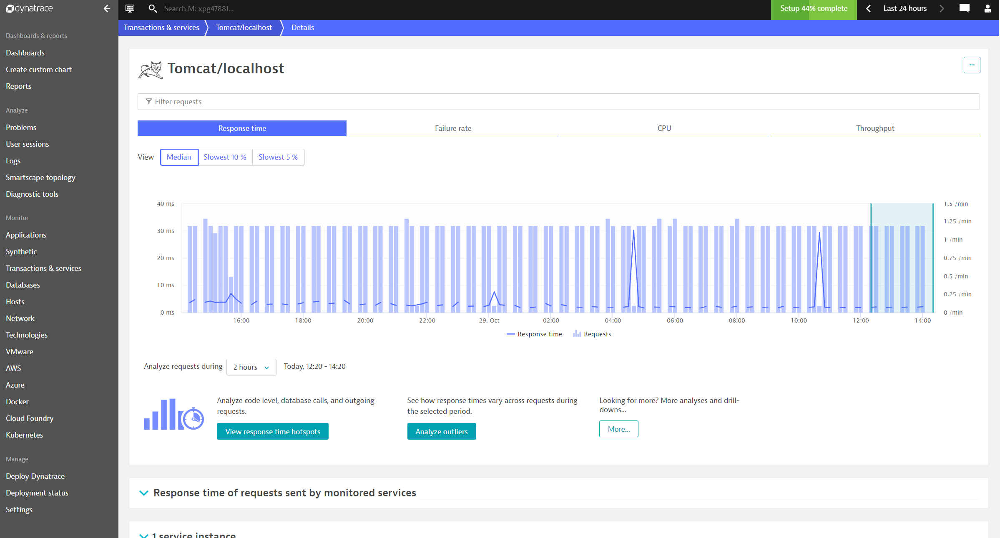 dynatrace
Search M: xpg47881...
Setup 44% complete
Last 24 hours
Transactions & services
Tomcat/localhost
Details
Dashboards & reports
Dashboards
Create custom chart
Reports
Analyze
Problems
User sessions
Logs
Smartscape topology
Diagnostic tools
Monitor
Applications
Synthetic
Transactions & services
Databases
Hosts
Network
Technologies
VMware
AWS
Azure
Docker
Cloud Foundry
Kubernetes
Manage
Deploy Dynatrace
Deployment status
Settings
Tomcat/localhost
...
Filter requests
Response time
Failure rate
CPU
Throughput
View
Median
Slowest 10 %
Slowest 5 %
40 ms
30 ms
20 ms
10 ms
0 ms
1.5 /min
1.25 /min
1 /min
0.75 /min
0.5 /min
0.25 /min
0 /min
16:00
18:00
20:00
22:00
29. Oct
02:00
04:00
06:00
08:00
10:00
12:00
14:00
Response time
Requests
Analyze requests during
2 hours
Today, 12:20 - 14:20
Analyze code level, database calls, and outgoing
requests.
View response time hotspots
See how response times vary across requests during
the selected period.
Analyze outliers
Looking for more? More analyses and drill-
downs...
More...
Response time of requests sent by monitored services
1 service instance